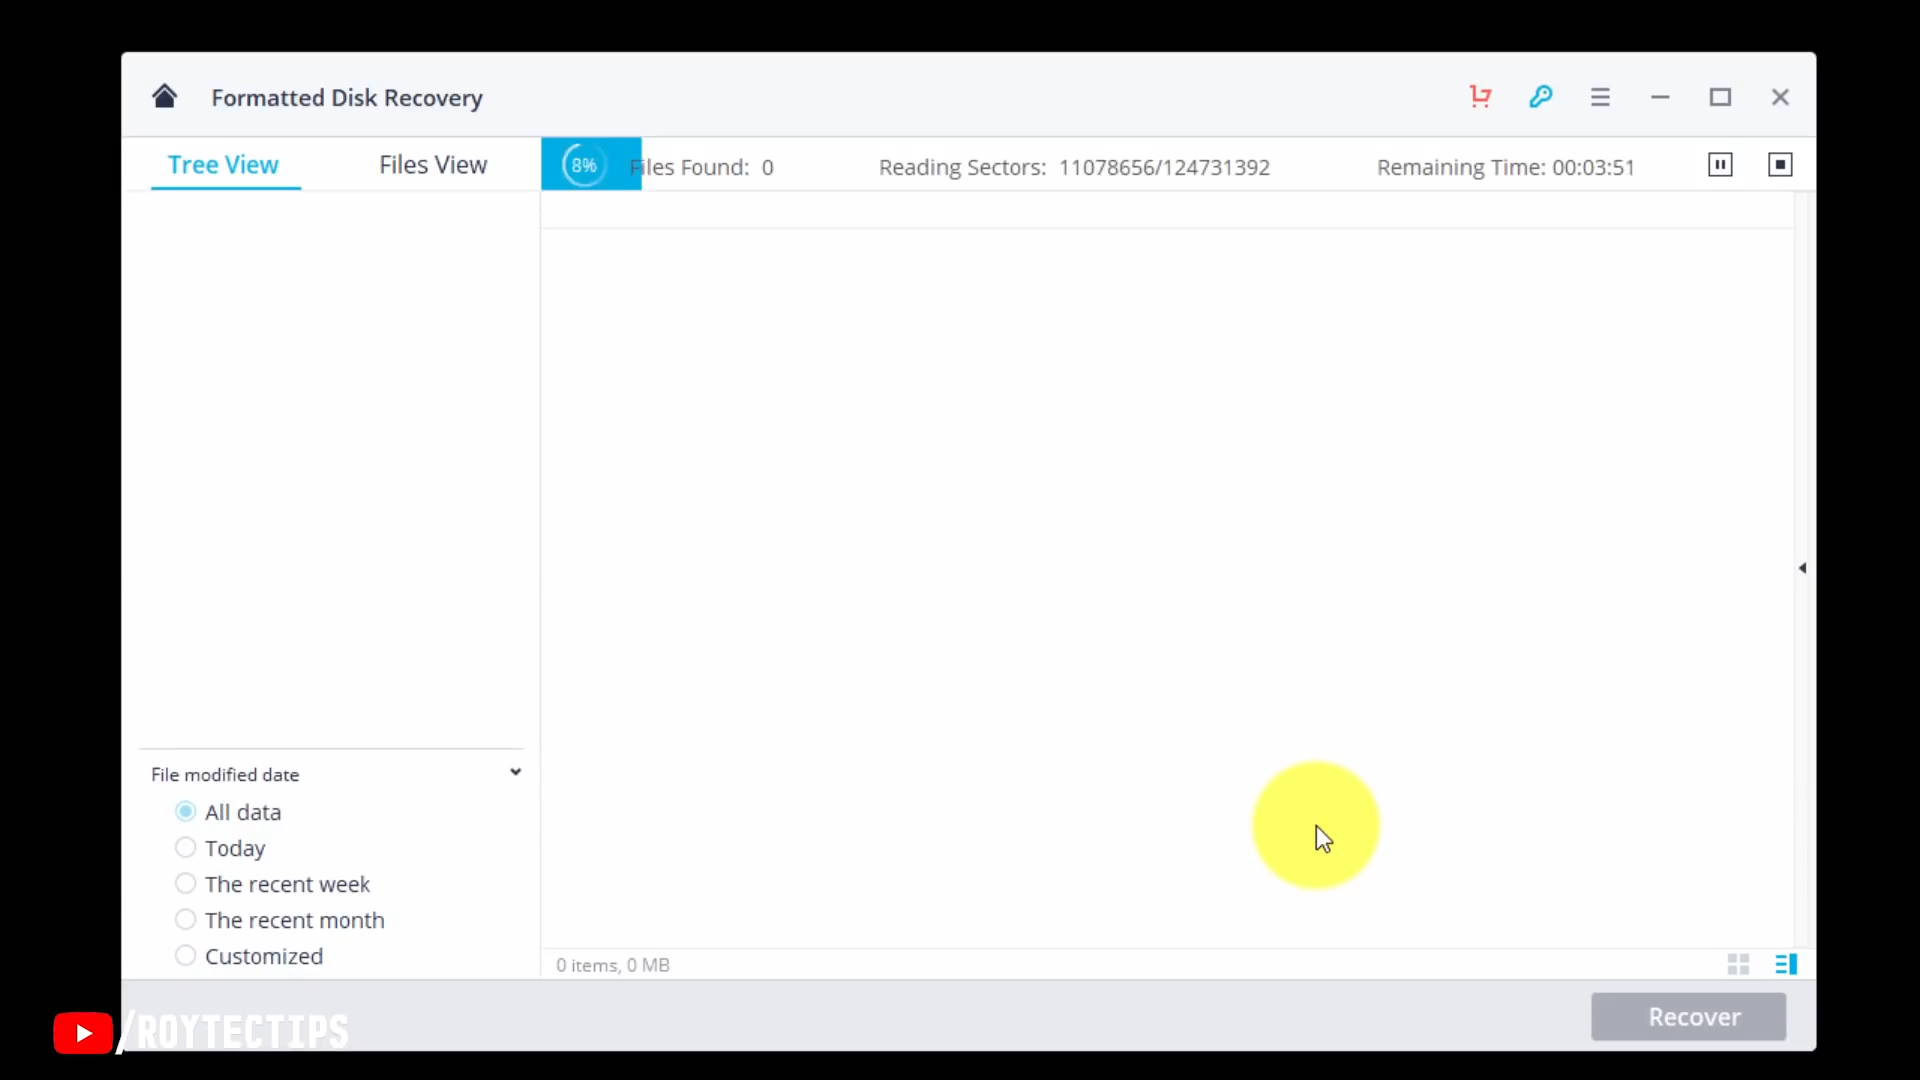 Formatted Disk Recovery
Tree View
Files View
8%
Files Found: 0
Reading Sectors: 11078656/124731392
Remaining Time: 00:03:51
File modified date
All data
Today
The recent week
The recent month
Customized
0 items, 0 MB
Recover
/ROYTECTIPS